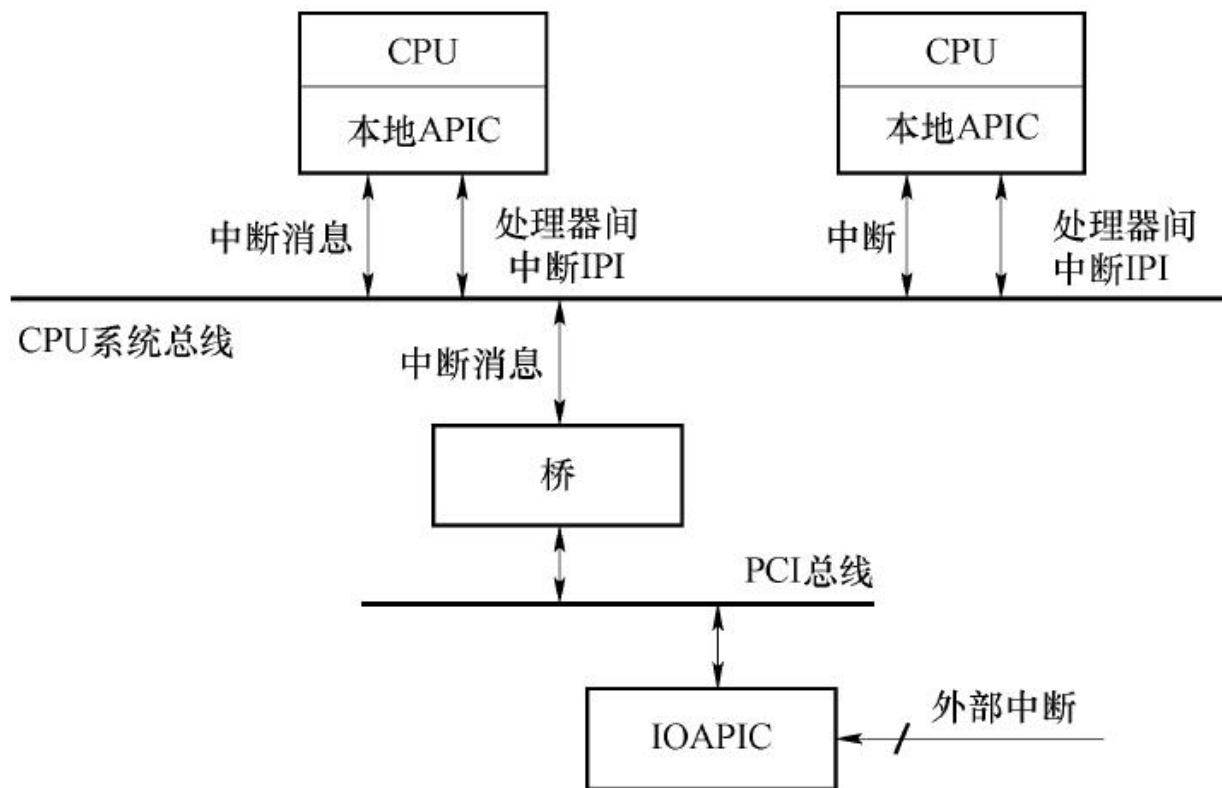 CPU
本地APIC
CPU
本地APIC
中断消息
处理器间
中断IPI
中断
处理器间
中断IPI
CPU系统总线
中断消息
桥
PCI总线
IOAPIC
外部中断